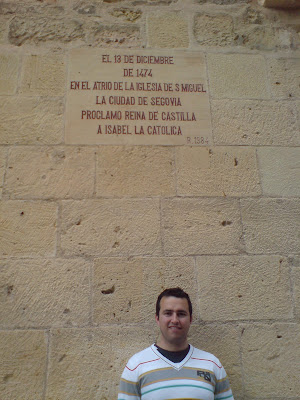 EL 13 DE DICIEMBRE
DE 1474
EN EL ATRIO DE LA IGLESIA DE S. MIGUEL
LA CIUDAD DE SEGOVIA
PROCLAMO REINA DE CASTILLA
A ISABEL LA CATOLICA